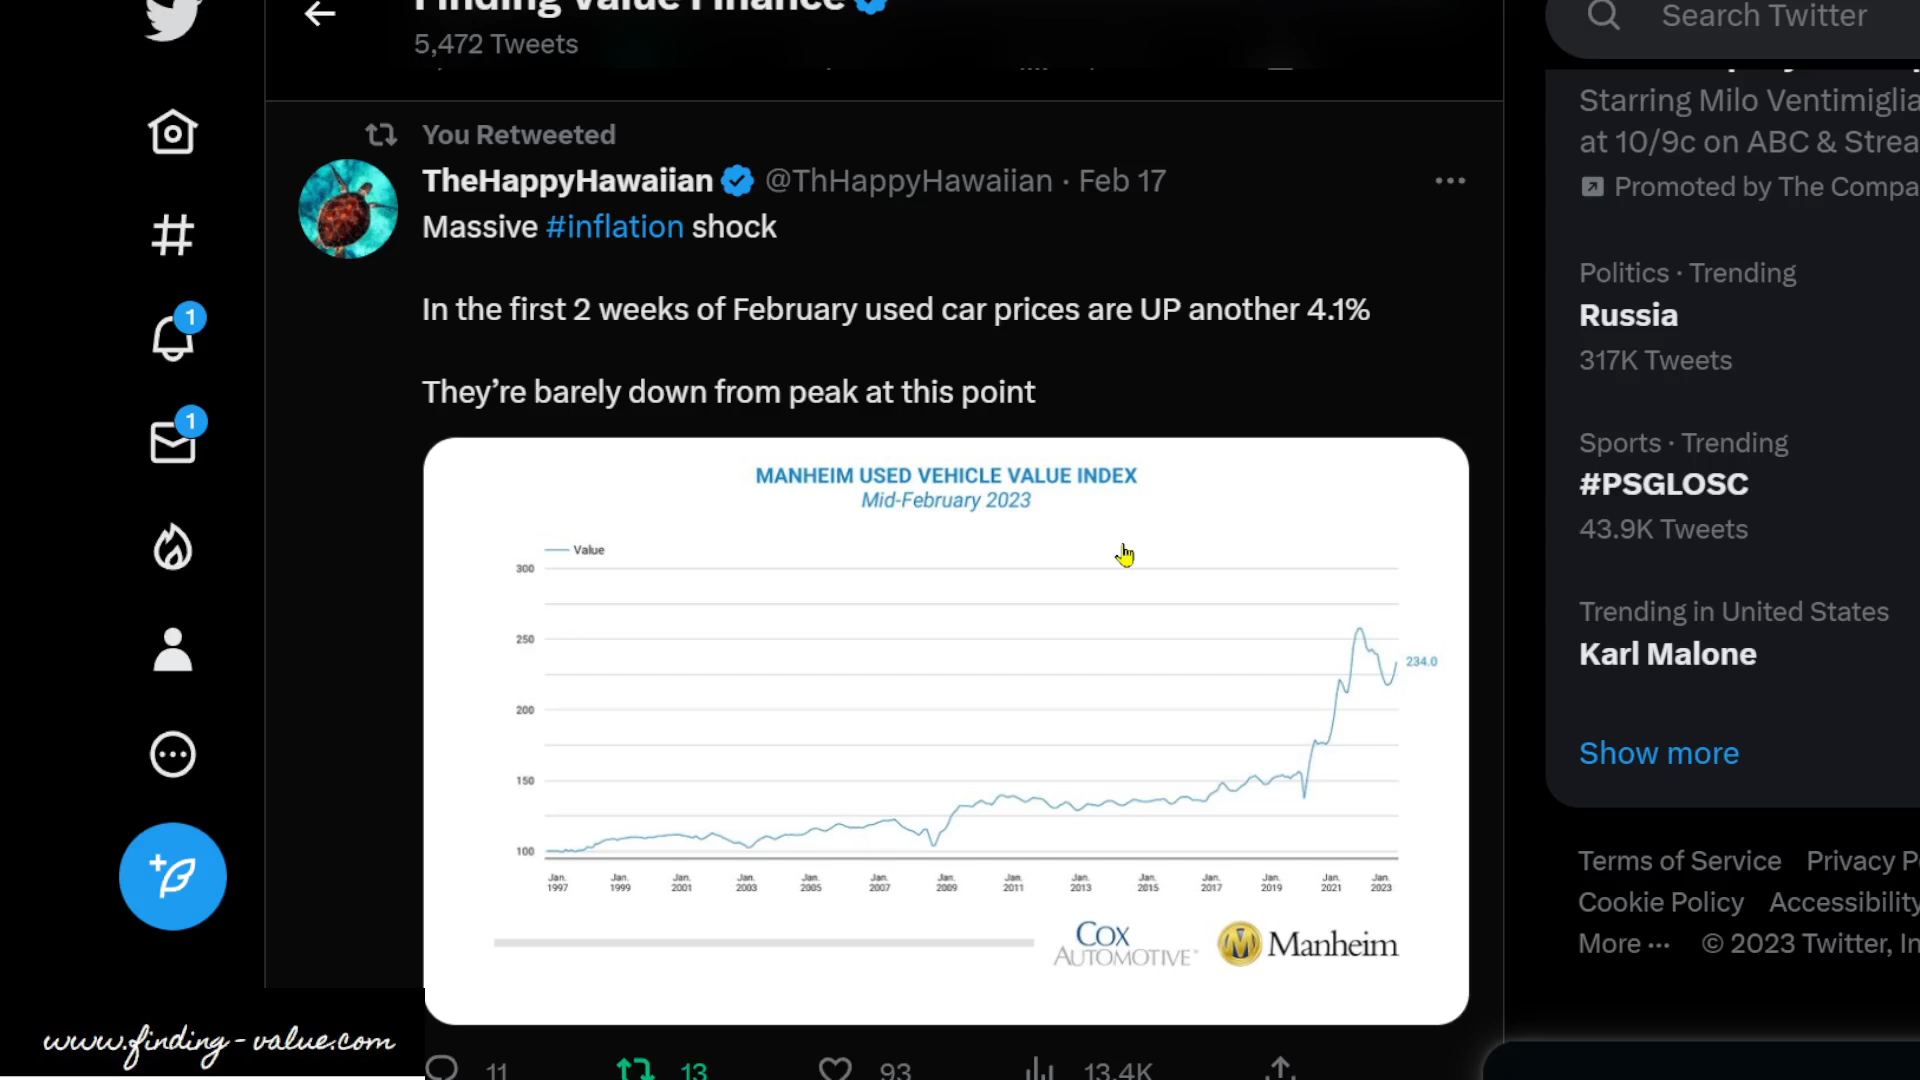 Finding Value Finance
5,472 Tweets
Search Twitter
Starring Milo Ventimiglia
at 10/9c on ABC & Strea
Promoted by The Compa
You Retweeted
TheHappyHawaiian @ThHappyHawaiian · Feb 17
Massive #inflation shock
In the first 2 weeks of February used car prices are UP another 4.1%
They're barely down from peak at this point
MANHEIM USED VEHICLE VALUE INDEX
Mid-February 2023
Value
300
250
200
150
100
234.0
Jan. 1997
Jan. 1999
Jan. 2001
Jan. 2003
Jan. 2005
Jan. 2007
Jan. 2009
Jan. 2011
Jan. 2013
Jan. 2015
Jan. 2017
Jan. 2019
Jan. 2021
Jan. 2023
COX
AUTOMOTIVE
Manheim
11
13
93
13.4K
1
1
Politics · Trending
Russia
317K Tweets
Sports · Trending
#PSGLOSC
43.9K Tweets
Trending in United States
Karl Malone
Show more
Terms of Service Privacy P
Cookie Policy Accessibility
More ··· © 2023 Twitter, In
www.finding-value.com